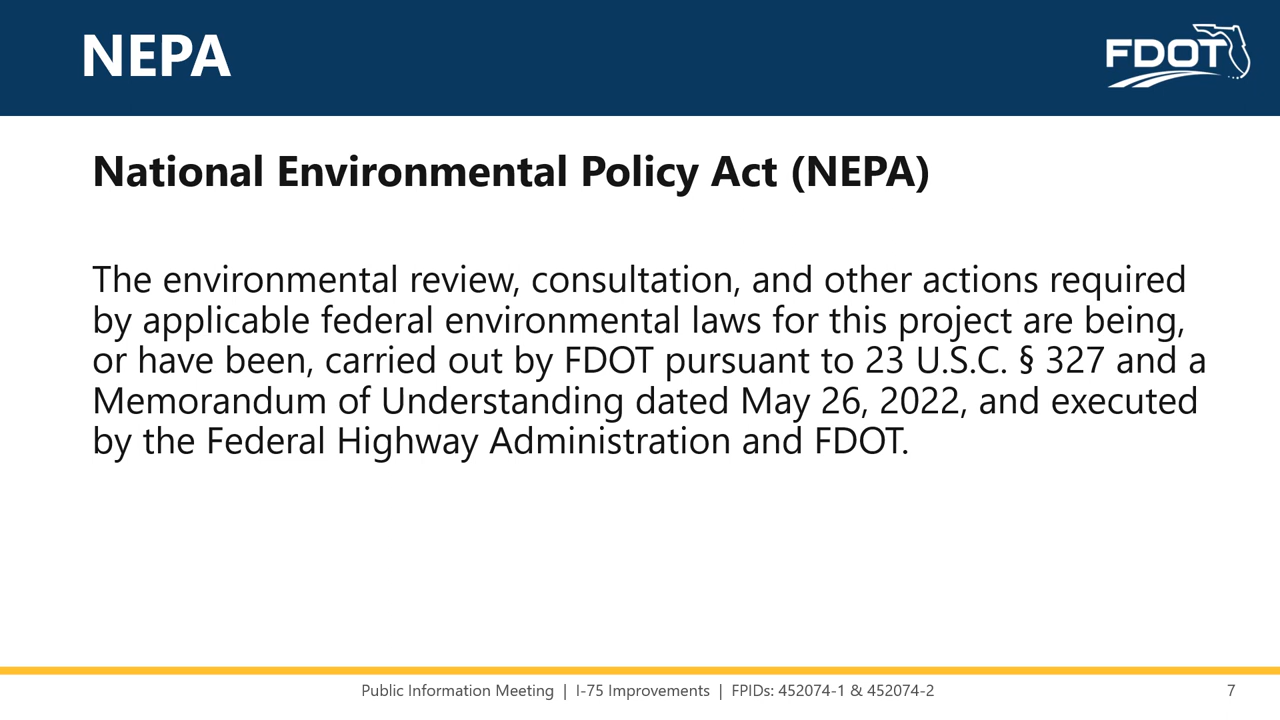 NEPA
FDOT
National Environmental Policy Act (NEPA)
The environmental review, consultation, and other actions required
by applicable federal environmental laws for this project are being,
or have been, carried out by FDOT pursuant to 23 U.S.C. § 327 and a
Memorandum of Understanding dated May 26, 2022, and executed
by the Federal Highway Administration and FDOT.
Public Information Meeting | I-75 Improvements | FPIDs: 452074-1 & 452074-2
7